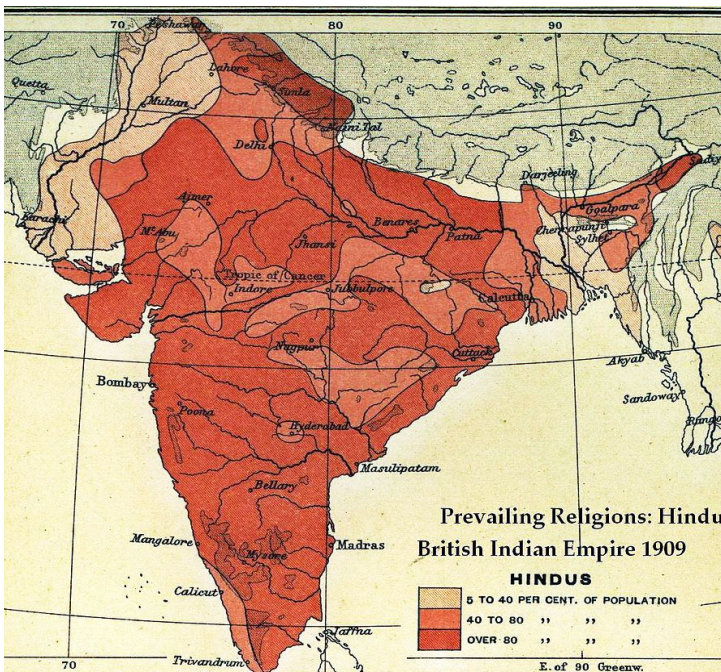 70
80
90
Peshawar
Lahore
Quetta
Simla
Multan
Naini Tal
Delhi
Darjeeling
Sadiy
Ajmer
Goalpara
Karachi
Benares
Cherrapunji
Mt. Abu
Jhansi
Patna
Sylhet
Tropic of Cancer
Indore
Jubbulpore
Calcutta
Nagpur
Cuttack
Akyab
Bombay
Sandoway
Poona
Rango
Hyderabad
Masulipatam
Bellary
Prevailing Religions: Hindu
Mangalore
Madras
British Indian Empire 1909
Mysore
HINDUS
5 TO 40 PER CENT. OF POPULATION
Calicut
40 TO 80 „ „ „
Jaffna
OVER 80 „ „ „
70
Trivandrum
80
E. of 90 Greenw.